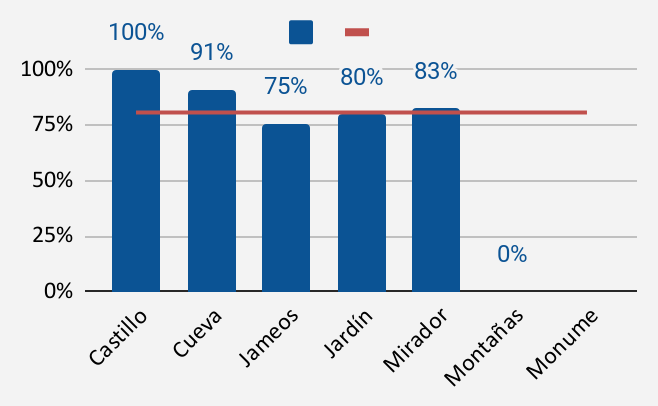 100%
91%
75%
80%
83%
0%
100%
75%
50%
25%
0%
Castillo
Cueva
Jameos
Jardín
Mirador
Montañas
Monume